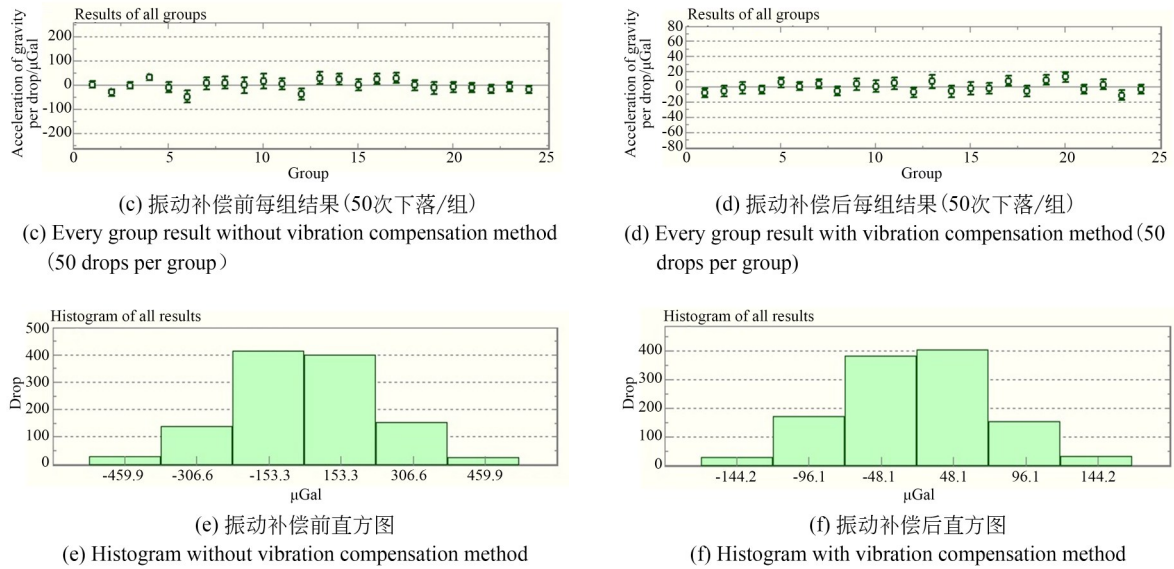 Results of all groups
Acceleration of gravity
per drop/μGal
200
100
0
-100
-200
0 5 10 15 20 25
Group
(c) 振动补偿前每组结果(50次下落/组)
(c) Every group result without vibration compensation method
(50 drops per group)
Results of all groups
Acceleration of gravity
per drop/μGal
80
60
40
20
0
-20
-40
-60
-80
0 5 10 15 20 25
Group
(d) 振动补偿后每组结果(50次下落/组)
(d) Every group result with vibration compensation method(50
drops per group)
Histogram of all results
Drop
500
400
300
200
100
0
-459.9 -306.6 -153.3 153.3 306.6 459.9
μGal
(e) 振动补偿前直方图
(e) Histogram without vibration compensation method
Histogram of all results
Drop
400
300
200
100
0
-144.2 -96.1 -48.1 48.1 96.1 144.2
μGal
(f) 振动补偿后直方图
(f) Histogram with vibration compensation method